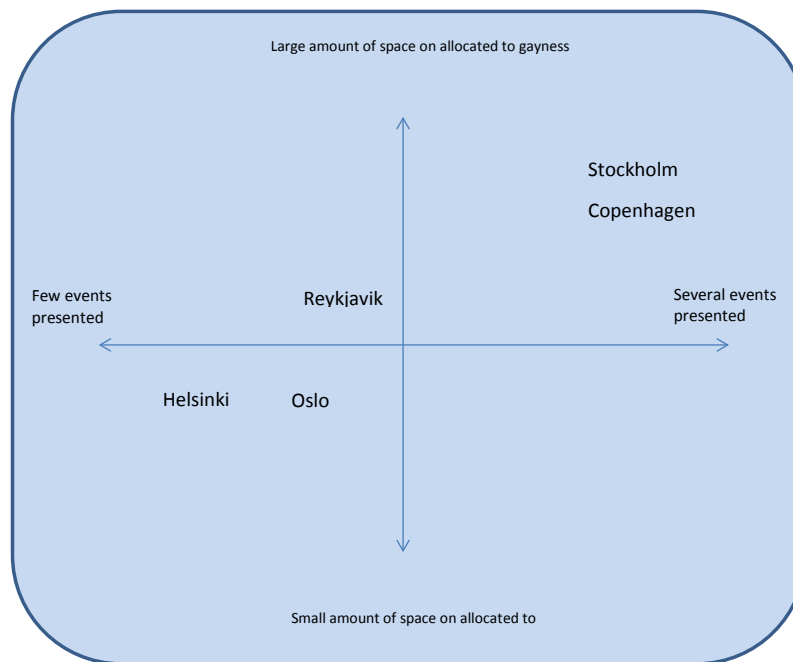 Large amount of space on allocated to gayness
Stockholm
Copenhagen
Few events
presented
Reykjavik
Several events
presented
Helsinki
Oslo
Small amount of space on allocated to